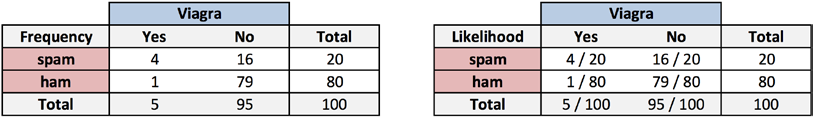 Viagra
Frequency Yes No Total
spam 4 16 20
ham 1 79 80
Total 5 95 100
Viagra
Likelihood Yes No Total
spam 4 / 20 16 / 20 20
ham 1 / 80 79 / 80 80
Total 5 / 100 95 / 100 100